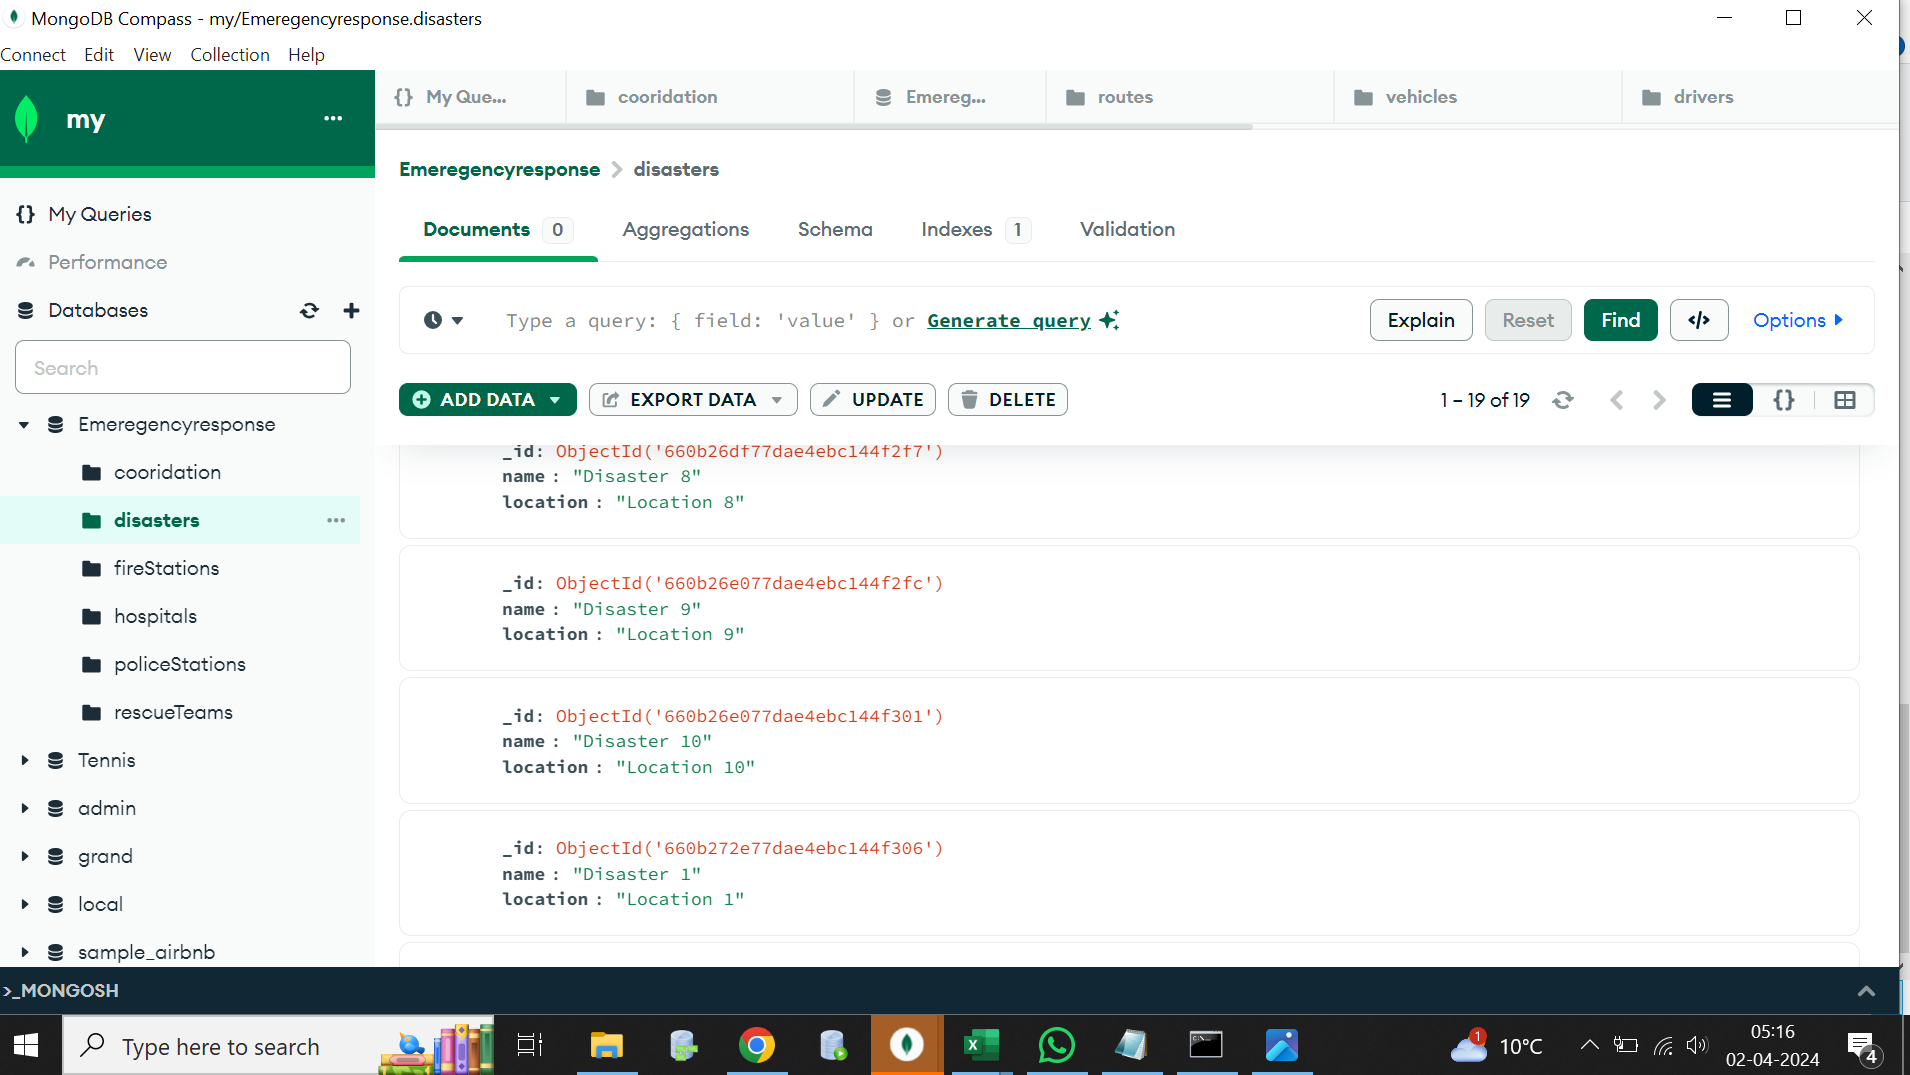 MongoDB Compass - my/Emeregencyresponse.disasters
Connect Edit View Collection Help
my
My Queries
Performance
Databases
Search
Emeregencyresponse
cooridation
disasters
fireStations
hospitals
policeStations
rescueTeams
Tennis
admin
grand
local
sample_airbnb
{} My Que... cooridation Emereg... routes vehicles drivers
Emeregencyresponse > disasters
Documents 0 Aggregations Schema Indexes 1 Validation
Type a query: { field: 'value' } or Generate query
Explain Reset Find </> Options
ADD DATA EXPORT DATA UPDATE DELETE
1 – 19 of 19 {}
_id: ObjectId('660b26df77dae4ebc144f2f7')
name : "Disaster 8"
location : "Location 8"
_id: ObjectId('660b26e077dae4ebc144f2fc')
name : "Disaster 9"
location : "Location 9"
_id: ObjectId('660b26e077dae4ebc144f301')
name : "Disaster 10"
location : "Location 10"
_id: ObjectId('660b272e77dae4ebc144f306')
name : "Disaster 1"
location : "Location 1"
>_MONGOSH
Type here to search
1
10°C
05:16
02-04-2024
4